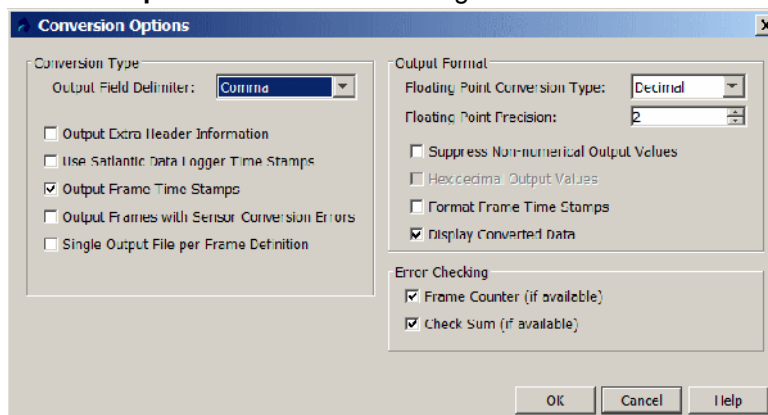 Conversion Options
Conversion Type
Output Field Delimiter: Comma
Output Extra Header Information
Use Satlantic Data Logger Time Stamps
Output Frame Time Stamps
Output Frames with Sensor Conversion Errors
Single Output File per Frame Definition
Output Format
Floating Point Conversion Type: Decimal
Floating Point Precision: 2
Suppress Non-numerical Output Values
Hexdecimal Output Values
Format Frame Time Stamps
Display Converted Data
Error Checking
Frame Counter (if available)
Check Sum (if available)
OK Cancel Help